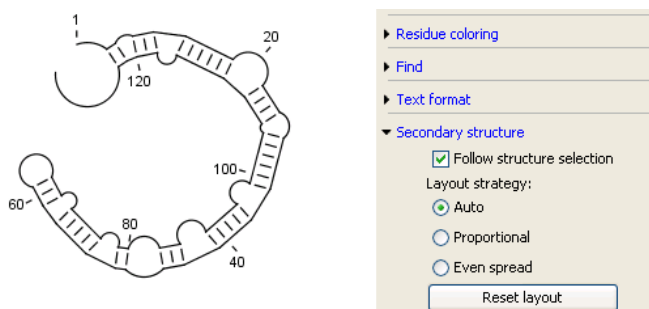 1
20
120
100
60
80
40
Residue coloring
Find
Text format
Secondary structure
Follow structure selection
Layout strategy:
Auto
Proportional
Even spread
Reset layout